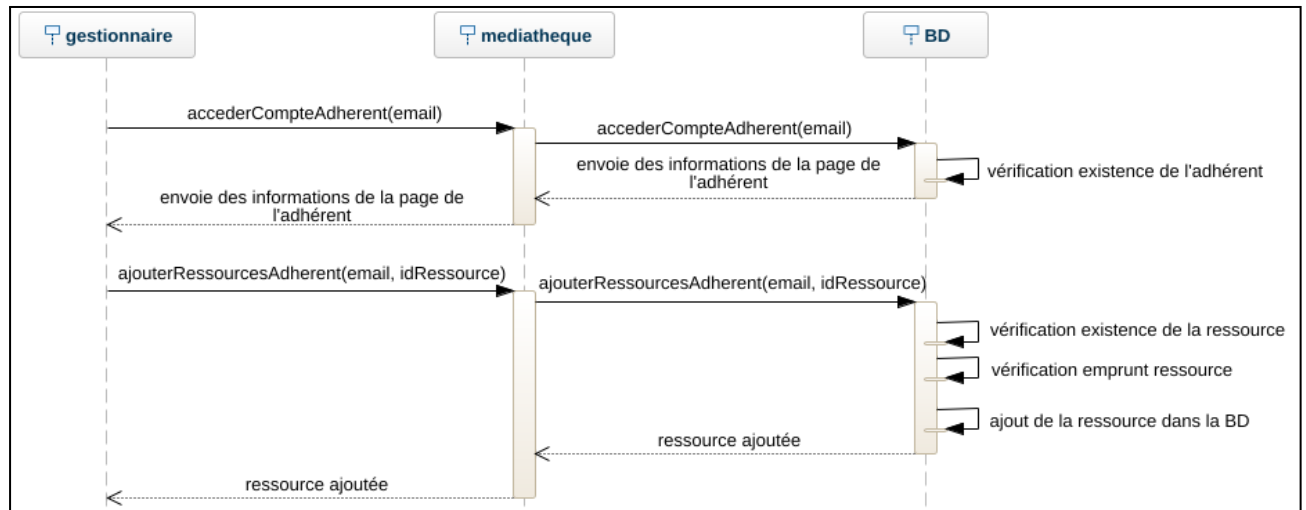 gestionnaire
mediatheque
BD
accederCompteAdherent(email)
accederCompteAdherent(email)
vérification existence de l'adhérent
envoie des informations de la page de
l'adhérent
envoie des informations de la page de
l'adhérent
ajouterRessourcesAdherent(email, idRessource)
ajouterRessourcesAdherent(email, idRessource)
vérification existence de la ressource
vérification emprunt ressource
ajout de la ressource dans la BD
ressource ajoutée
ressource ajoutée